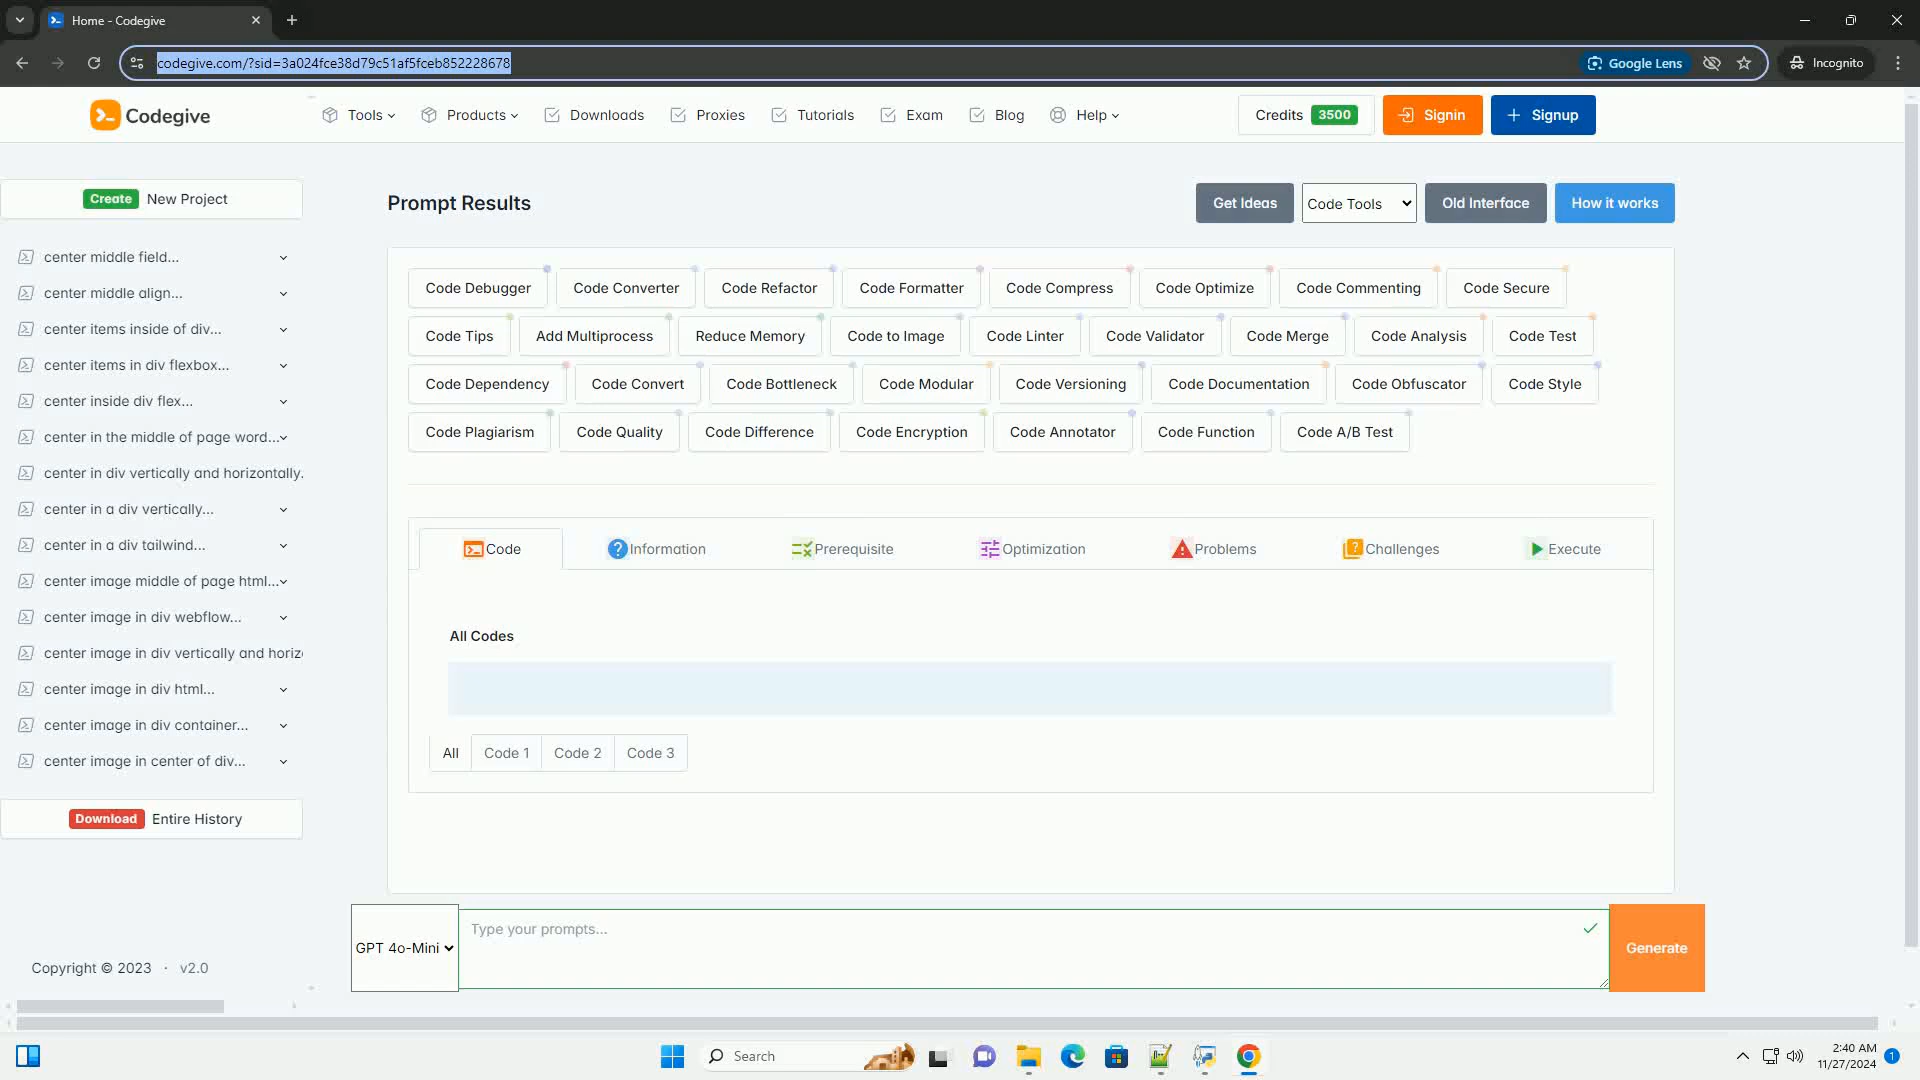 Home - Codegive
codegive.com/?sid=3a024fce38d79c51af5fceb852228678
Google Lens
Incognito
Codegive
Tools
Products
Downloads
Proxies
Tutorials
Exam
Blog
Help
Credits 3500
Signin
Signup
Create New Project
Prompt Results
Get Ideas
Code Tools
Old Interface
How it works
center middle field...
center middle align...
center items inside of div...
center items in div flexbox...
center inside div flex...
center in the middle of page word...
center in div vertically and horizontally.
center in a div vertically...
center in a div tailwind...
center image middle of page html...
center image in div webflow...
center image in div vertically and horiz
center image in div html...
center image in div container...
center image in center of div...
Download Entire History
Copyright © 2023 · v2.0
Code Debugger
Code Converter
Code Refactor
Code Formatter
Code Compress
Code Optimize
Code Commenting
Code Secure
Code Tips
Add Multiprocess
Reduce Memory
Code to Image
Code Linter
Code Validator
Code Merge
Code Analysis
Code Test
Code Dependency
Code Convert
Code Bottleneck
Code Modular
Code Versioning
Code Documentation
Code Obfuscator
Code Style
Code Plagiarism
Code Quality
Code Difference
Code Encryption
Code Annotator
Code Function
Code A/B Test
Code
Information
Prerequisite
Optimization
Problems
Challenges
Execute
All Codes
All
Code 1
Code 2
Code 3
GPT 4o-Mini
Type your prompts...
Generate
Search
2:40 AM
11/27/2024
1